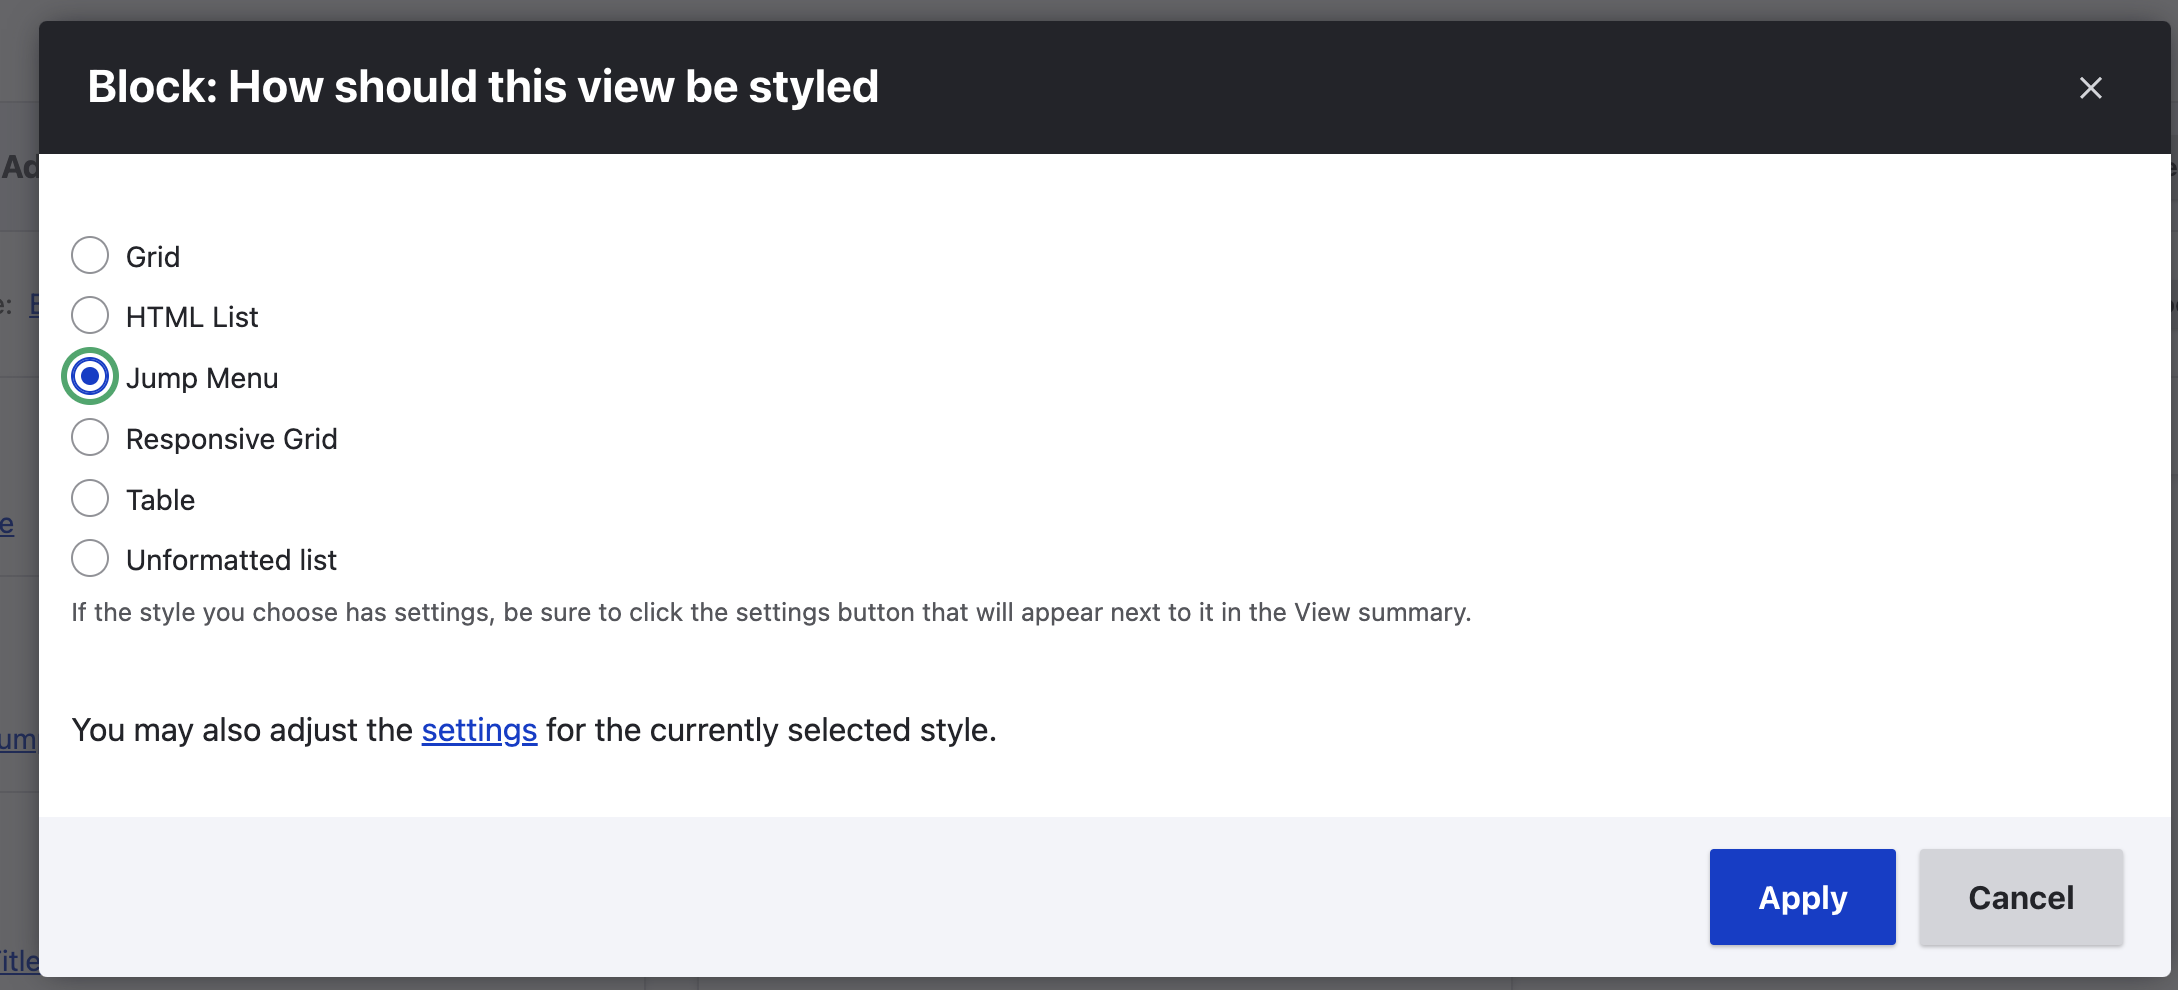 Block: How should this view be styled
Grid
HTML List
Jump Menu
Responsive Grid
Table
Unformatted list
If the style you choose has settings, be sure to click the settings button that will appear next to it in the View summary.
You may also adjust the settings for the currently selected style.
Apply
Cancel